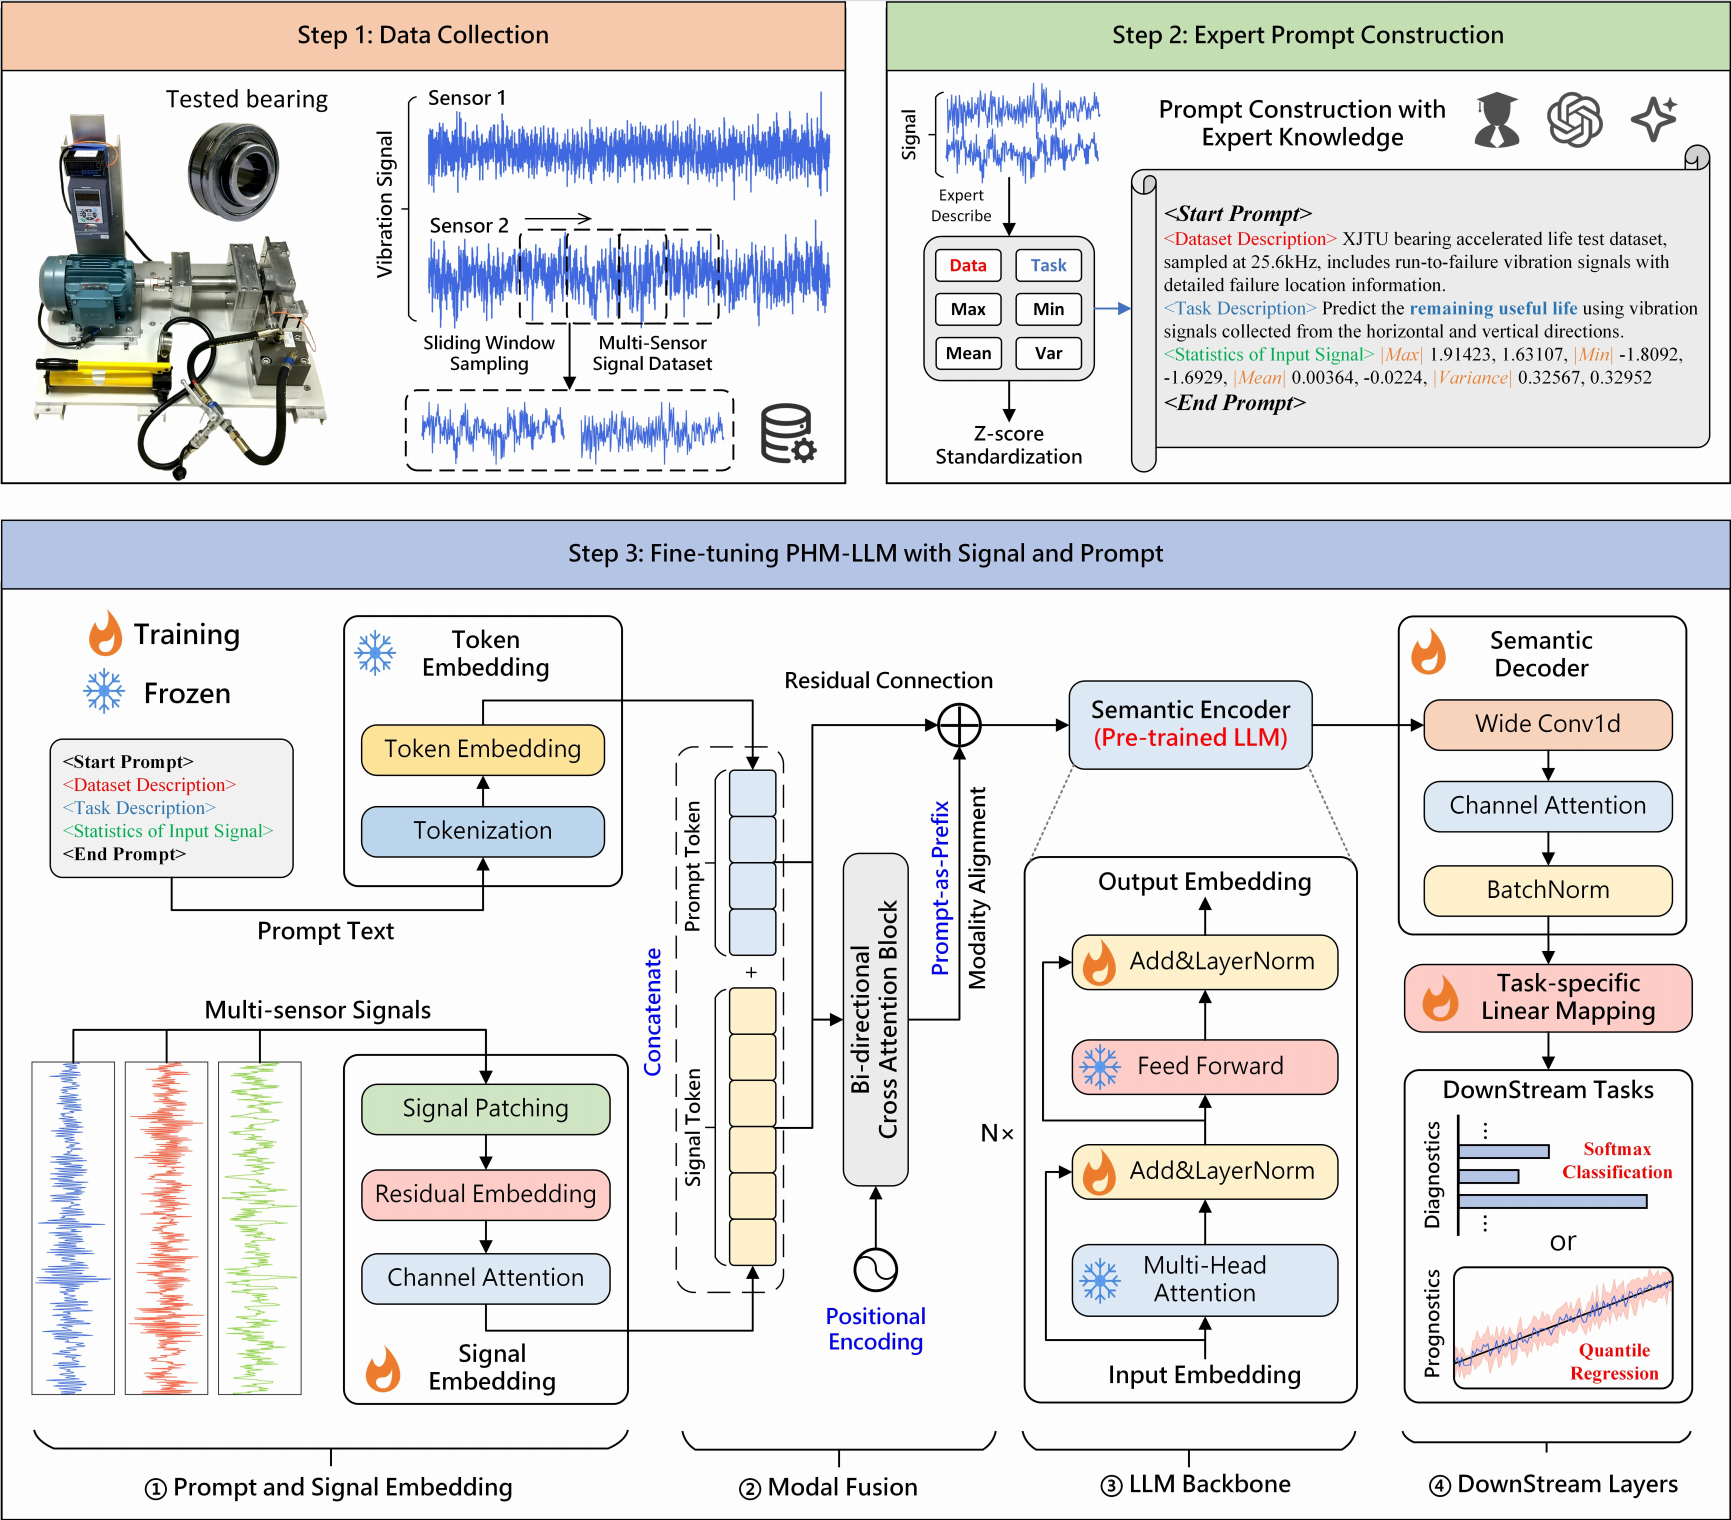 Step 1: Data Collection
Tested bearing
Vibration Signal
Sensor 1
Sensor 2
Sliding Window
Sampling
Multi-Sensor
Signal Dataset
Step 2: Expert Prompt Construction
Signal
Expert
Describe
Data
Task
Max
Min
Mean
Var
Z-score
Standardization
Prompt Construction with
Expert Knowledge
<Start Prompt>
<Dataset Description> XJTU bearing accelerated life test dataset,
sampled at 25.6kHz, includes run-to-failure vibration signals with
detailed failure location information.
<Task Description> Predict the remaining useful life using vibration
signals collected from the horizontal and vertical directions.
<Statistics of Input Signal> |Max| 1.91423, 1.63107, |Min| -1.8092,
-1.6929, |Mean| 0.00364, -0.0224, |Variance| 0.32567, 0.32952
<End Prompt>
Step 3: Fine-tuning PHM-LLM with Signal and Prompt
Training
Frozen
<Start Prompt>
<Dataset Description>
<Task Description>
<Statistics of Input Signal>
<End Prompt>
Prompt Text
Token
Embedding
Token Embedding
Tokenization
Multi-sensor Signals
Signal Patching
Residual Embedding
Channel Attention
Signal
Embedding
① Prompt and Signal Embedding
Concatenate
Prompt Token
+
Signal Token
Bi-directional
Cross Attention Block
Positional
Encoding
Residual Connection
Prompt-as-Prefix
Modality Alignment
② Modal Fusion
Semantic Encoder
(Pre-trained LLM)
Output Embedding
Add&LayerNorm
Feed Forward
N×
Add&LayerNorm
Multi-Head
Attention
Input Embedding
③ LLM Backbone
Semantic
Decoder
Wide Conv1d
Channel Attention
BatchNorm
Task-specific
Linear Mapping
DownStream Tasks
Diagnostics
⋮
Softmax
Classification
⋮
or
Prognostics
Quantile
Regression
④ DownStream Layers